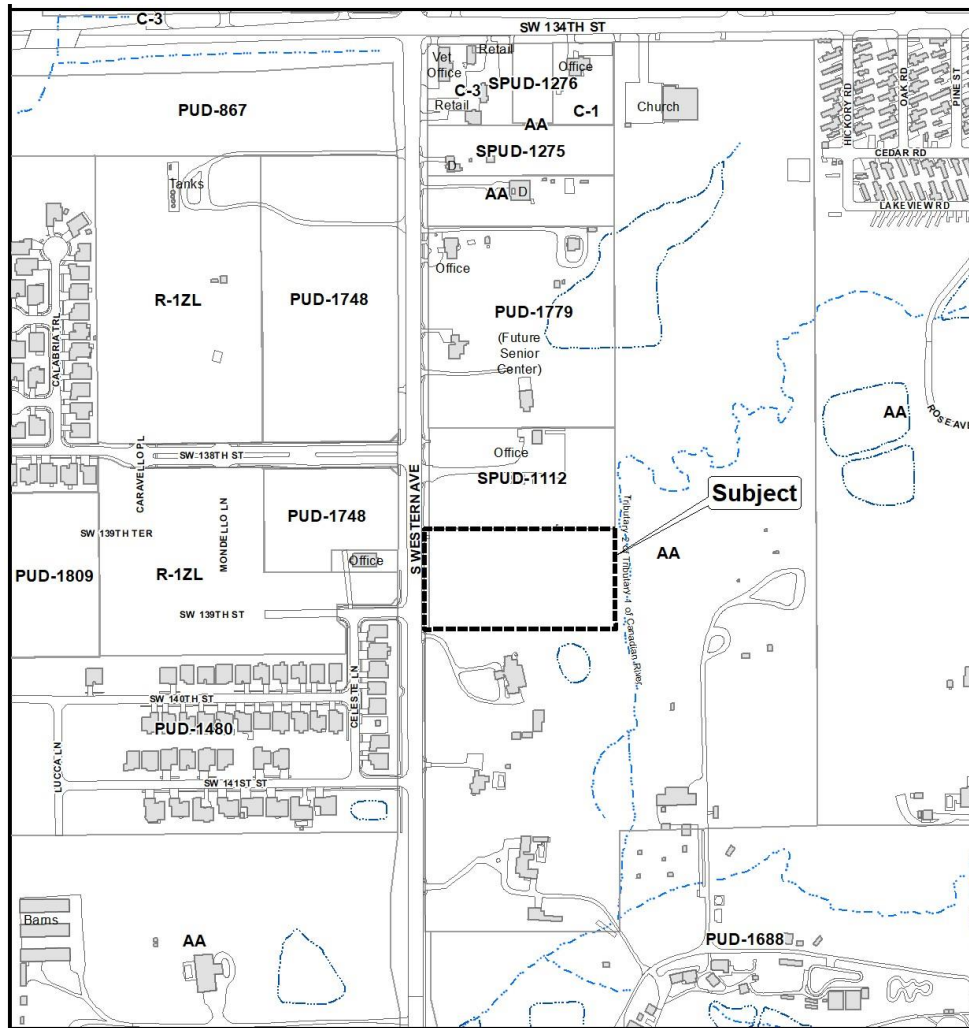 C-3
SW 134TH ST
Vet
Office
Retail
Office
SPUD-1276
C-3
Retail
C-1
Church
PUD-867
AA
HICKORY RD
OAK RD
PINE ST
SPUD-1275
CEDAR RD
D
Tanks
AA
D
LAKEVIEW RD
Office
R-1ZL
PUD-1748
PUD-1779
(Future
Senior
Center)
CALABRIA TRL
AA
ROSE AVE
CARAVELLO PL
SW 138TH ST
Office
S WESTERN AVE
SPUD-1112
Subject
PUD-1748
SW 139TH TER
MONDELLO LN
Tributary 2 of Tributary 1 of Canadian River
AA
Office
PUD-1809
R-1ZL
SW 139TH ST
SW 140TH ST
CELESTE LN
PUD-1480
LUCCA LN
SW 141ST ST
Barns
AA
PUD-1688